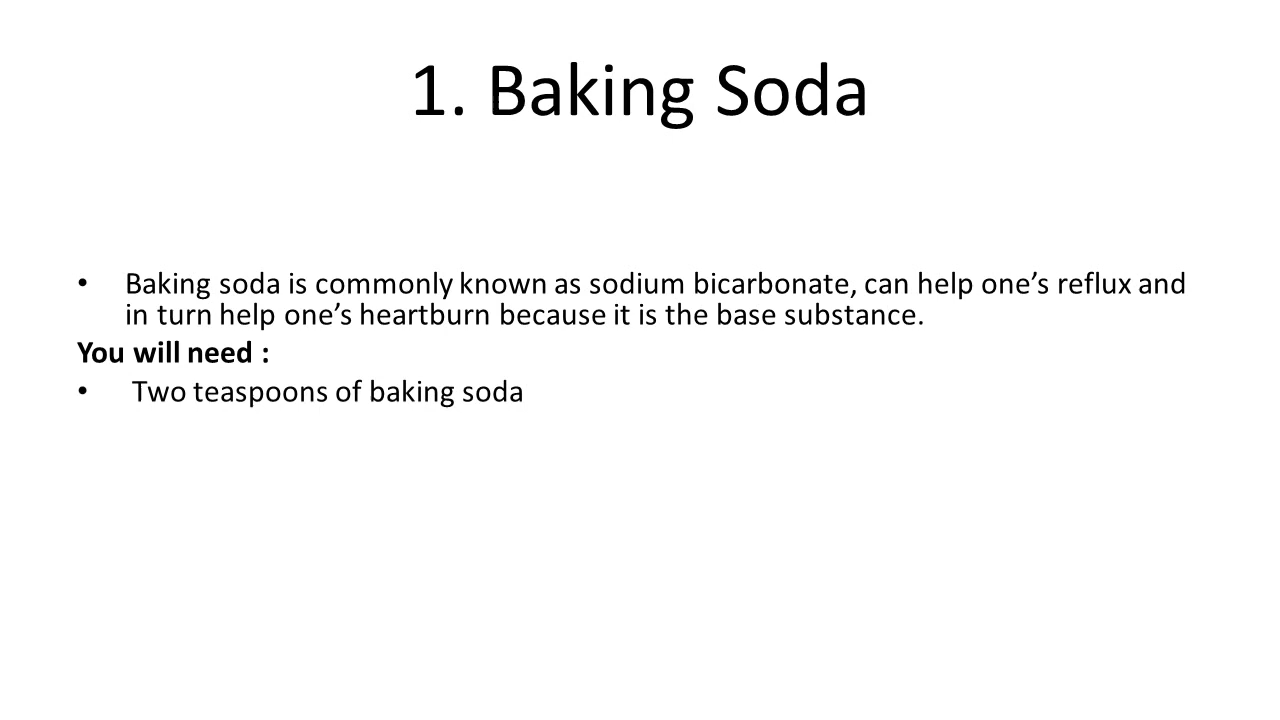 1. Baking Soda
• Baking soda is commonly known as sodium bicarbonate, can help one’s reflux and
in turn help one’s heartburn because it is the base substance.
You will need :
• Two teaspoons of baking soda